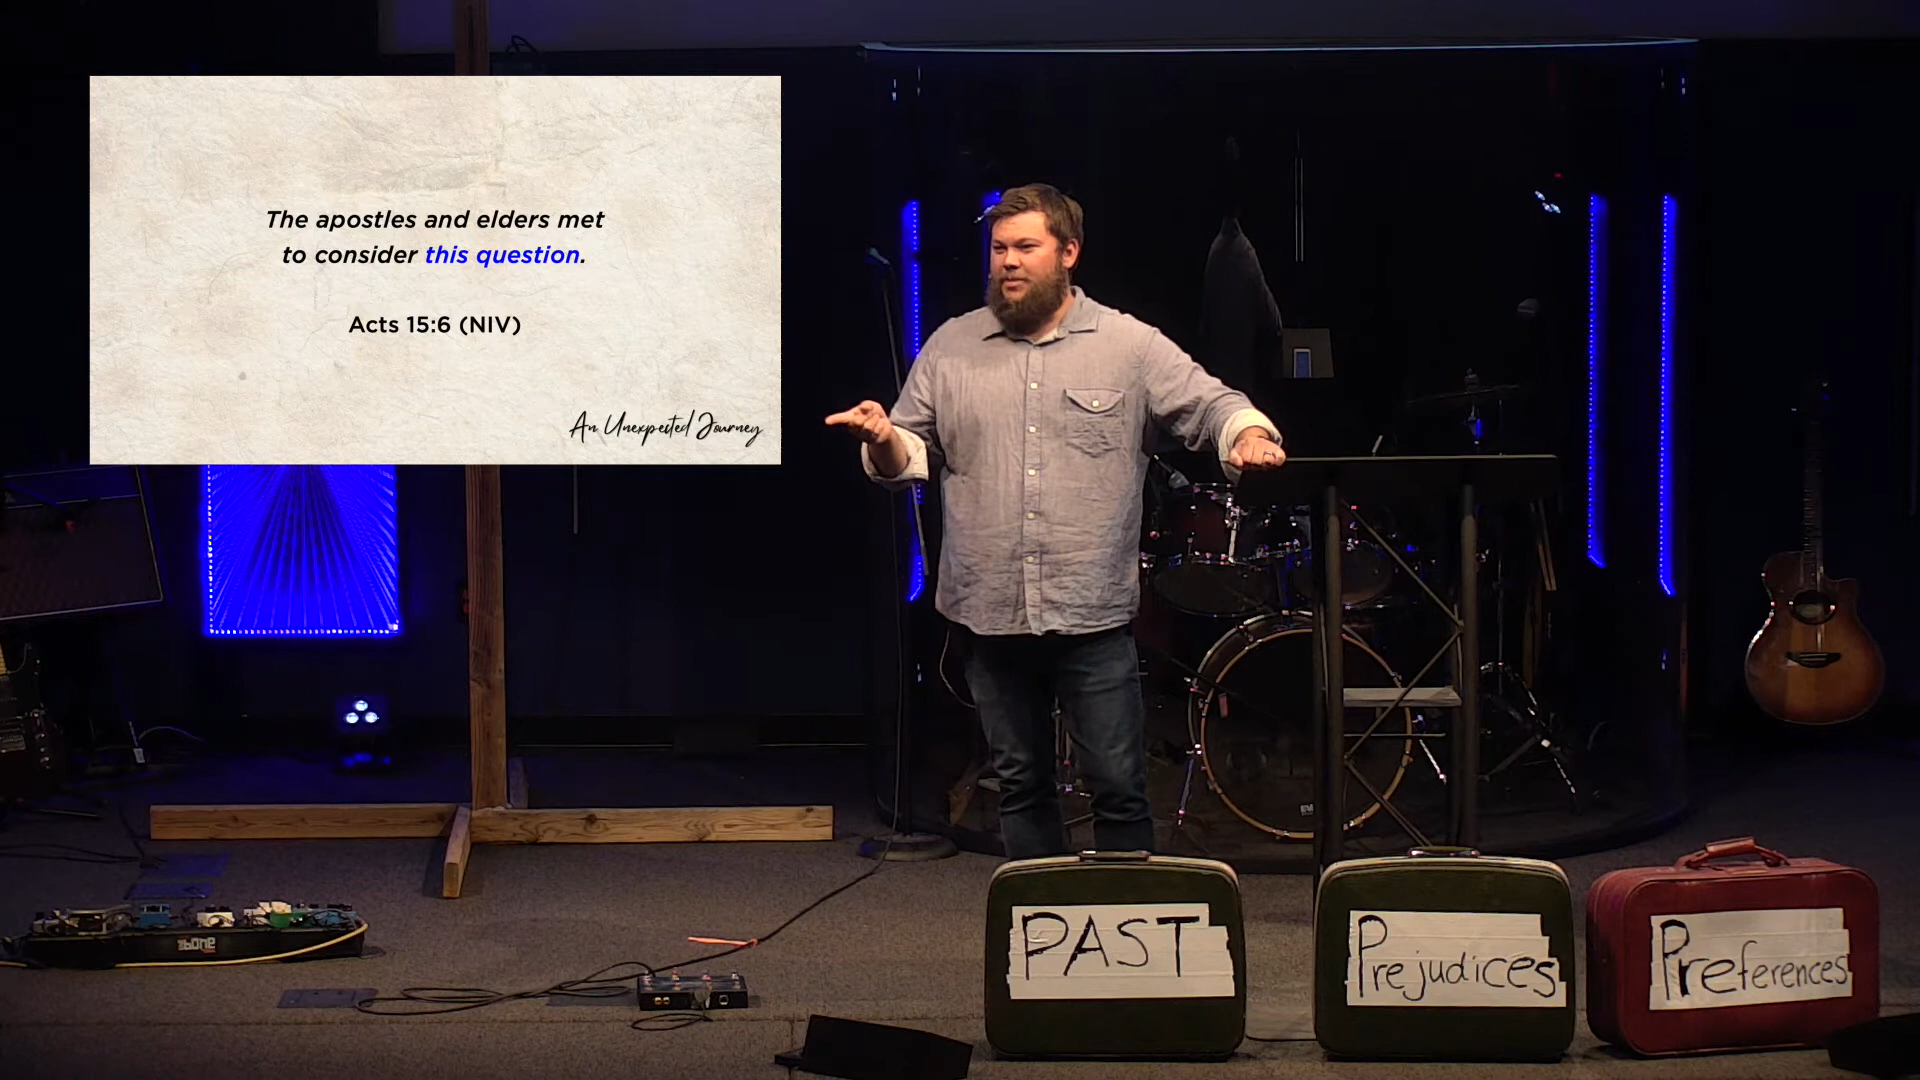 The apostles and elders met
to consider this question.
Acts 15:6 (NIV)
An Unexpected Journey
PAST
Prejudices
Preferences